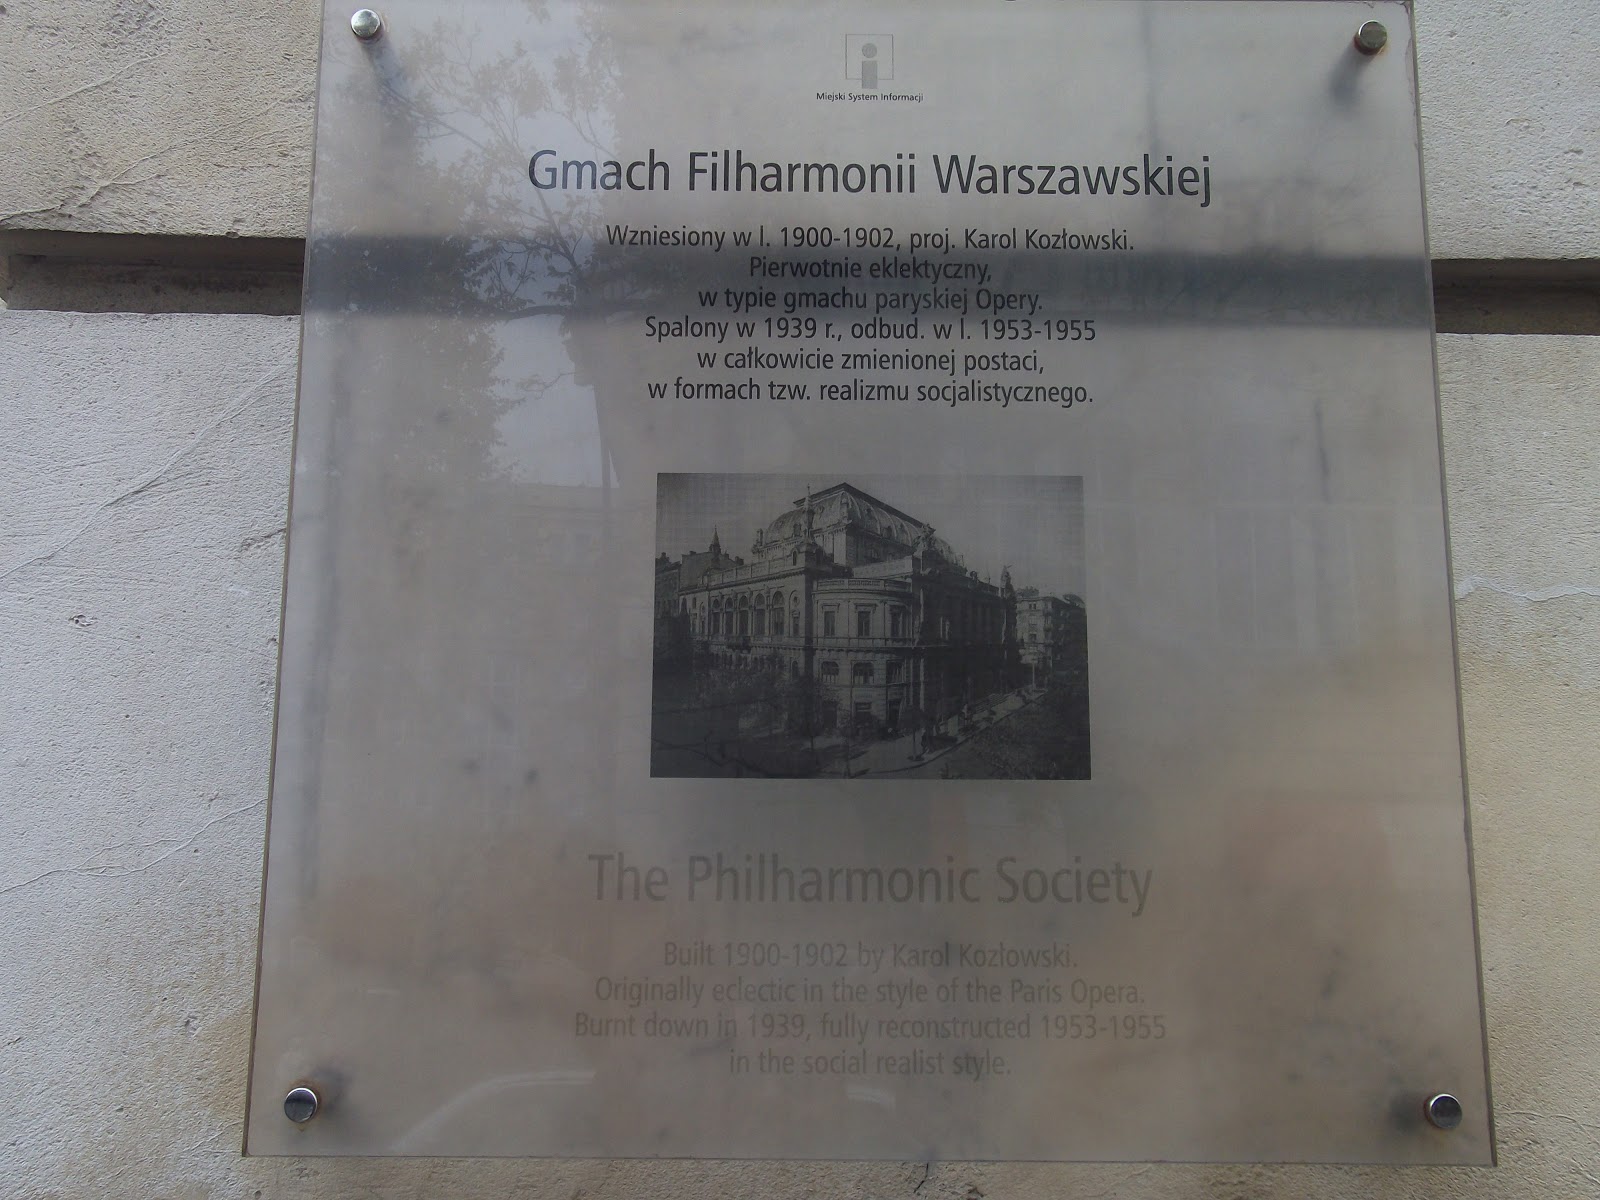 Miejski System Informacji
Gmach Filharmonii Warszawskiej
Wzniesiony w l. 1900-1902, proj. Karol Kozłowski.
Pierwotnie eklektyczny,
w typie gmachu paryskiej Opery.
Spalony w 1939 r., odbud. w l. 1953-1955
w całkowicie zmienionej postaci,
w formach tzw. realizmu socjalistycznego.
The Philharmonic Society
Built 1900-1902 by Karol Kozłowski.
Originally eclectic in the style of the Paris Opera.
Burnt down in 1939, fully reconstructed 1953-1955
in the social realist style.